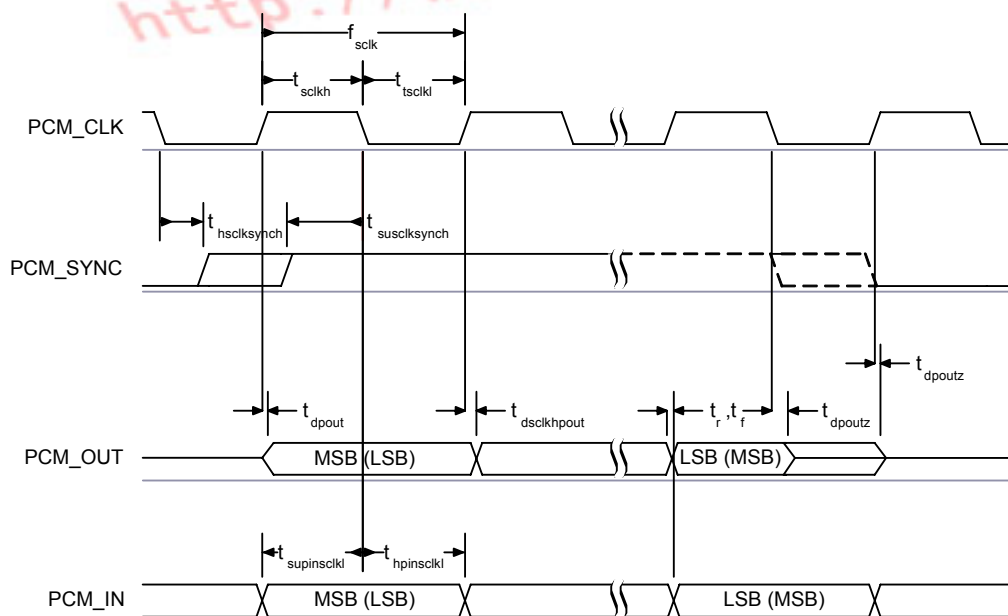 http://
f sclk
t sclkh
t tsclkl
PCM_CLK
t hsclksynch
t susclksynch
PCM_SYNC
t dpoutz
t dpout
t dsclkhpout
t r ,t f
t dpoutz
PCM_OUT
MSB (LSB)
LSB (MSB)
t supinsclkl
t hpinsclkl
PCM_IN
MSB (LSB)
LSB (MSB)